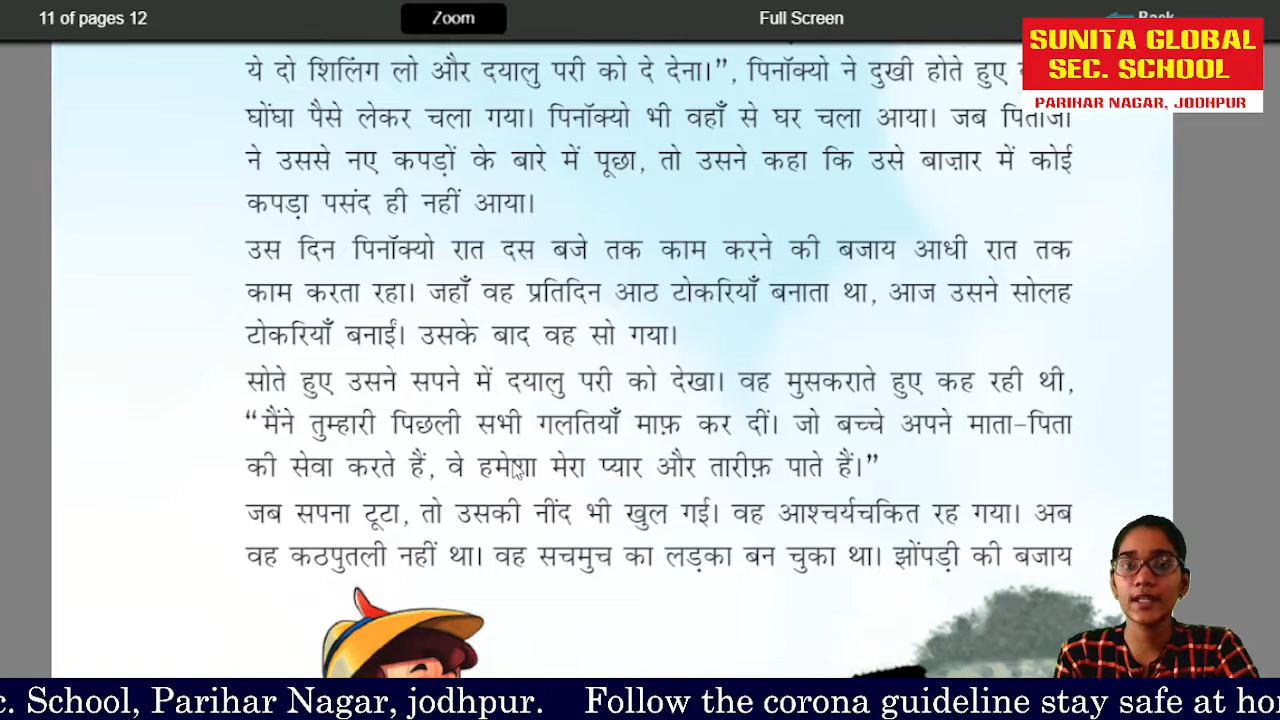 11 of pages 12
Zoom
Full Screen
Back
SUNITA GLOBAL
SEC. SCHOOL
PARIHAR NAGAR, JODHPUR
ये दो शिलिंग लो और दयालु परी को दे देना।”, पिनॉक्यो ने दुखी होते हुए
घोंघा पैसे लेकर चला गया। पिनॉक्यो भी वहाँ से घर चला आया। जब पिताजी
ने उससे नए कपड़ों के बारे में पूछा, तो उसने कहा कि उसे बाज़ार में कोई
कपड़ा पसंद ही नहीं आया।
उस दिन पिनॉक्यो रात दस बजे तक काम करने की बजाय आधी रात तक
काम करता रहा। जहाँ वह प्रतिदिन आठ टोकरियाँ बनाता था, आज उसने सोलह
टोकरियाँ बनाईं। उसके बाद वह सो गया।
सोते हुए उसने सपने में दयालु परी को देखा। वह मुसकराते हुए कह रही थी,
“मैंने तुम्हारी पिछली सभी गलतियाँ माफ़ कर दीं। जो बच्चे अपने माता-पिता
की सेवा करते हैं, वे हमेशा मेरा प्यार और तारीफ़ पाते हैं।”
जब सपना टूटा, तो उसकी नींद भी खुल गई। वह आश्चर्यचकित रह गया। अब
वह कठपुतली नहीं था। वह सचमुच का लड़का बन चुका था। झोंपड़ी की बजाय
c. School, Parihar Nagar, jodhpur. Follow the corona guideline stay safe at